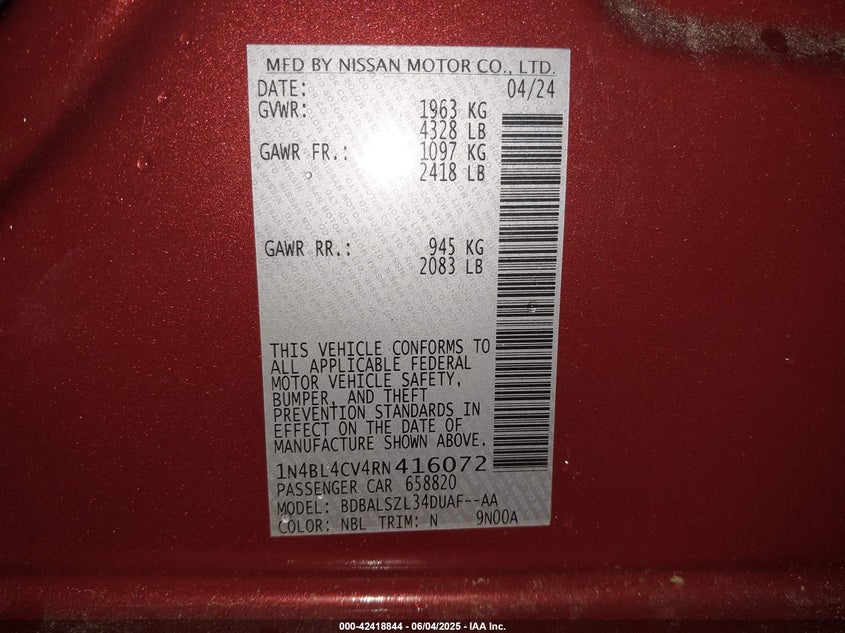 MFD BY NISSAN MOTOR CO., LTD.
DATE: 04/24
GVWR: 1963 KG
4328 LB
GAWR FR.: 1097 KG
2418 LB
GAWR RR.: 945 KG
2083 LB
THIS VEHICLE CONFORMS TO
ALL APPLICABLE FEDERAL
MOTOR VEHICLE SAFETY,
BUMPER, AND THEFT
PREVENTION STANDARDS IN
EFFECT ON THE DATE OF
MANUFACTURE SHOWN ABOVE.
1N4BL4CV4RN416072
PASSENGER CAR 658820
MODEL: BDBALSZL34DUAF--AA
COLOR: NBL TRIM: N 9N00A
000-42418844 - 06/04/2025 - IAA Inc.